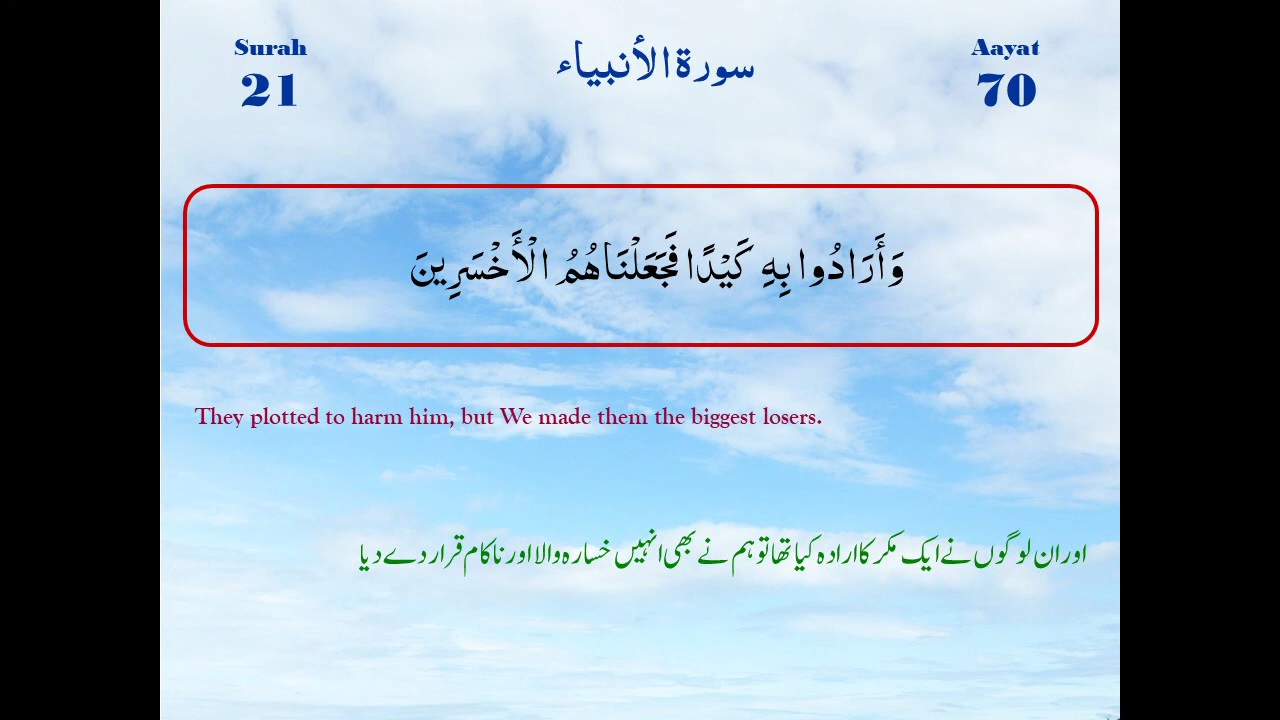 Surah
21
سورة الأنبياء
Aayat
70
وَأَرَادُوا بِهِ كَيْدًا فَجَعَلْنَاهُمُ الْأَخْسَرِينَ
They plotted to harm him, but We made them the biggest losers.
اور ان لوگوں نے ایک مکر کا ارادہ کیا تھا تو ہم نے بھی انہیں خسارہ والا اور ناکام قرار دے دیا